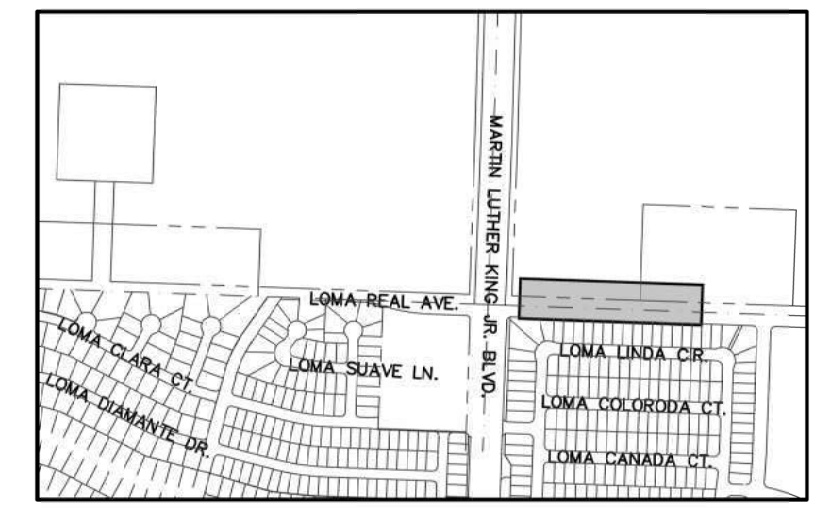 MARTIN LUTHER KING JR. BLVD.
LOMA REAL AVE.
LOMA CLARA CT.
LOMA SUAVE LN.
LOMA LINDA CIR.
LOMA DIAMANTE DR.
LOMA COLORODA CT.
LOMA CANADA CT.